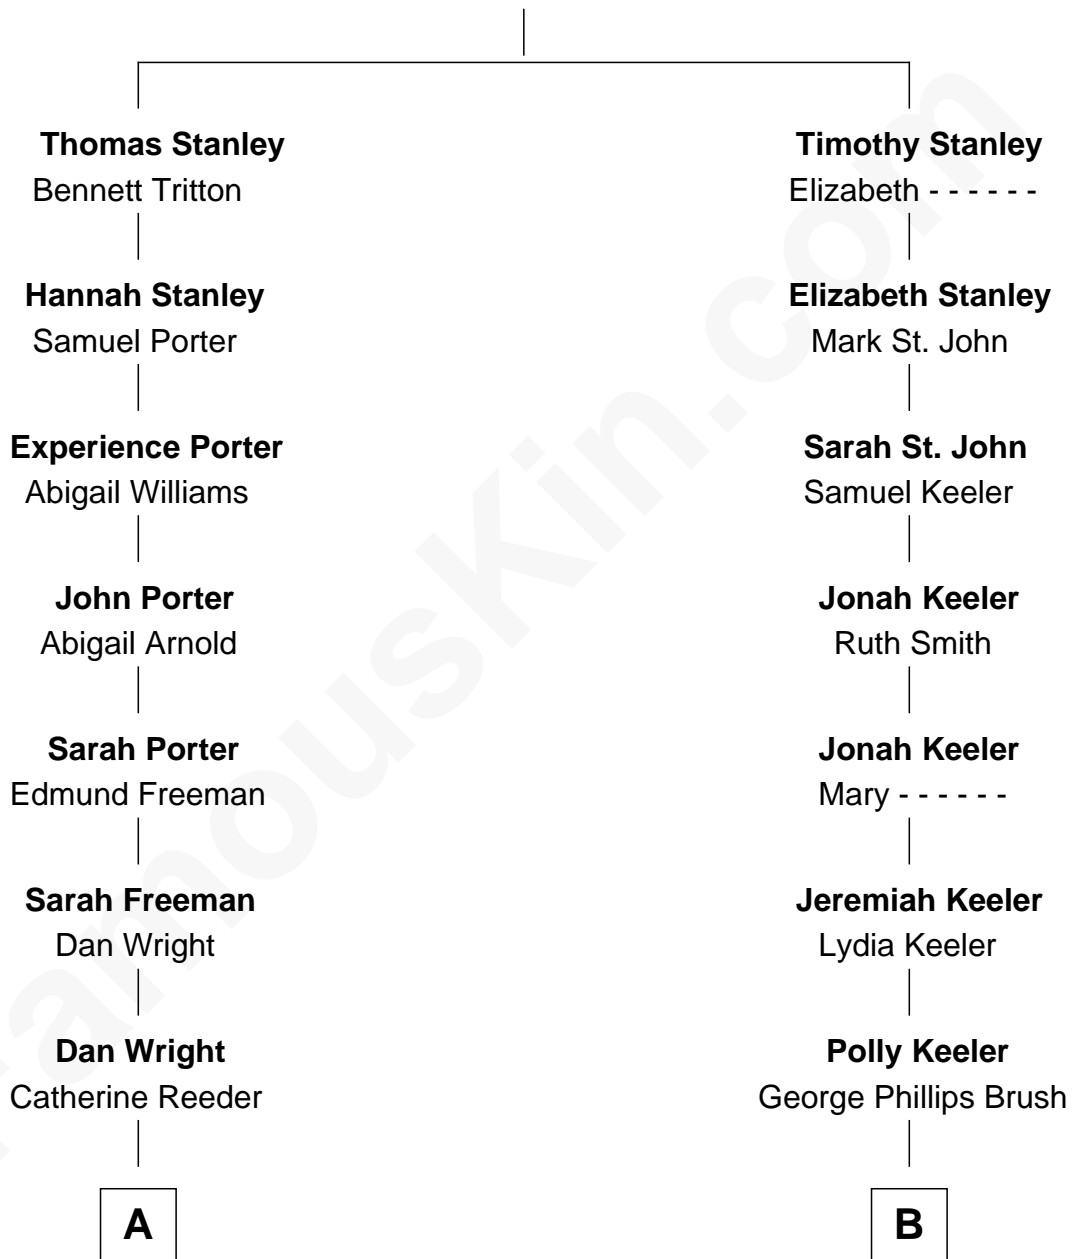 Thomas Stanley
Bennett Tritton
Timothy Stanley
Elizabeth - - - - - -
Hannah Stanley
Samuel Porter
Elizabeth Stanley
Mark St. John
Experience Porter
Abigail Williams
Sarah St. John
Samuel Keeler
John Porter
Abigail Arnold
Jonah Keeler
Ruth Smith
Sarah Porter
Edmund Freeman
Jonah Keeler
Mary - - - - - -
Sarah Freeman
Dan Wright
Jeremiah Keeler
Lydia Keeler
Dan Wright
Catherine Reeder
Polly Keeler
George Phillips Brush
A
B
FamousKin.com